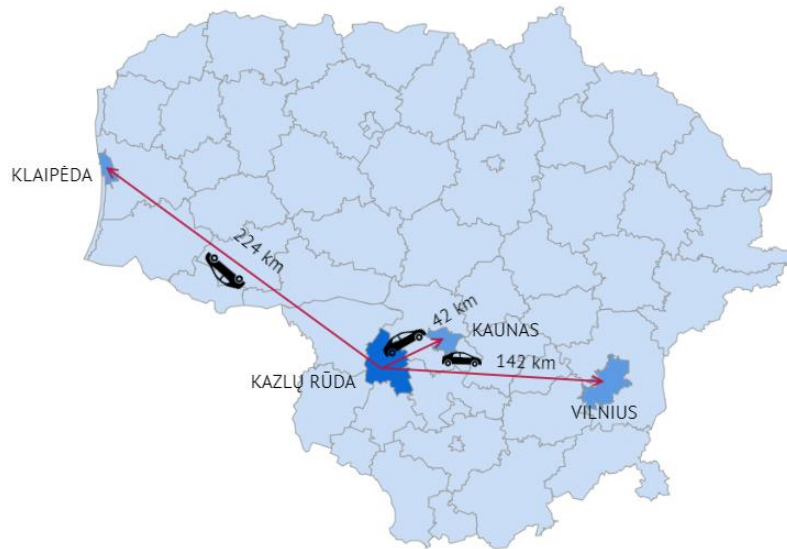 KLAIPĖDA
224 km
42 km
KAUNAS
142 km
KAZLŲ RŪDA
VILNIUS